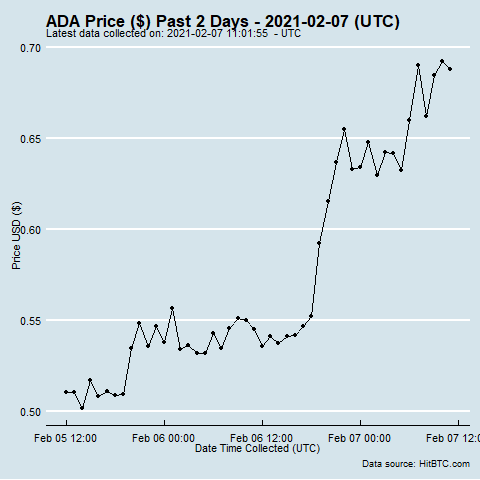 ADA Price ($) Past 2 Days - 2021-02-07 (UTC)
Latest data collected on: 2021-02-07 11:01:55 - UTC
0.70
0.65
0.60
0.55
0.50
Price USD ($)
Feb 05 12:00 Feb 06 00:00 Feb 06 12:00 Feb 07 00:00 Feb 07 12:00
Date Time Collected (UTC)
Data source: HitBTC.com